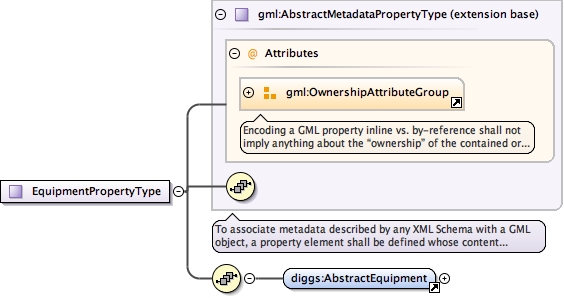 gml:AbstractMetadataPropertyType (extension base)
@ Attributes
gml:OwnershipAttributeGroup
Encoding a GML property inline vs. by-reference shall not
imply anything about the "ownership" of the contained or...
EquipmentPropertyType
To associate metadata described by any XML Schema with a GML
object, a property element shall be defined whose content...
diggs:AbstractEquipment